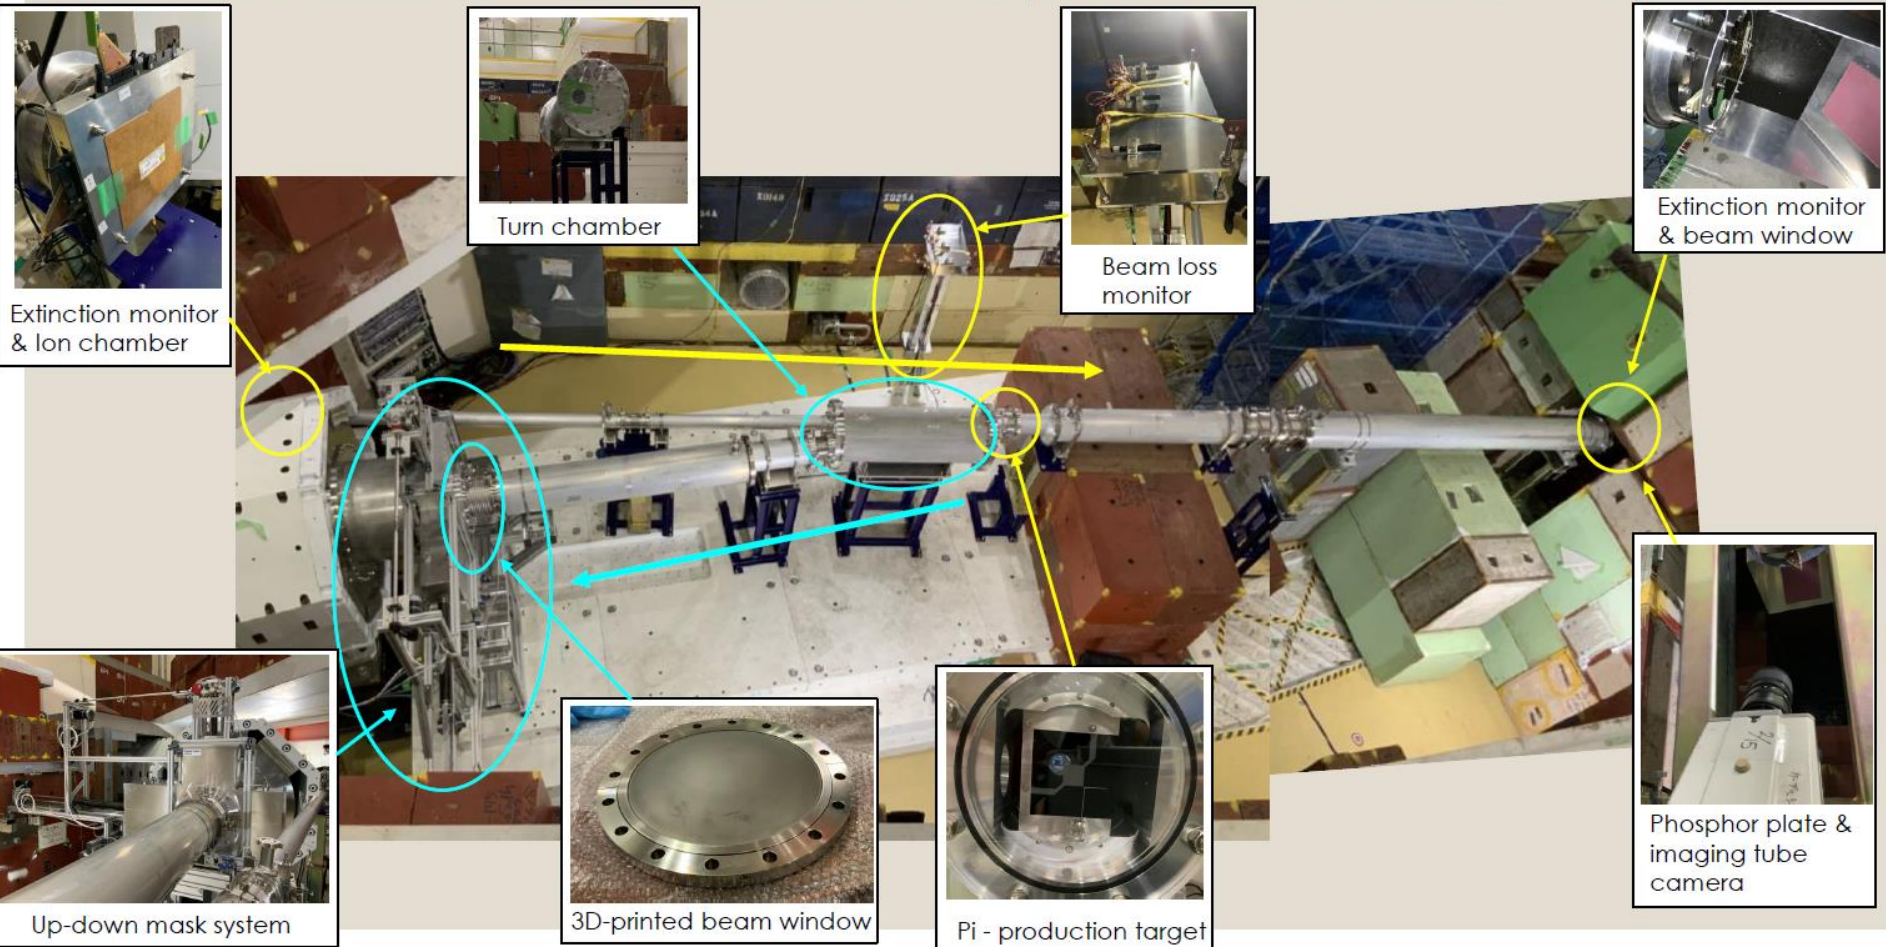 Turn chamber
Beam loss
monitor
Extinction monitor
& beam window
Extinction monitor
& Ion chamber
Phosphor plate &
imaging tube
camera
Up-down mask system
3D-printed beam window
Pi - production target